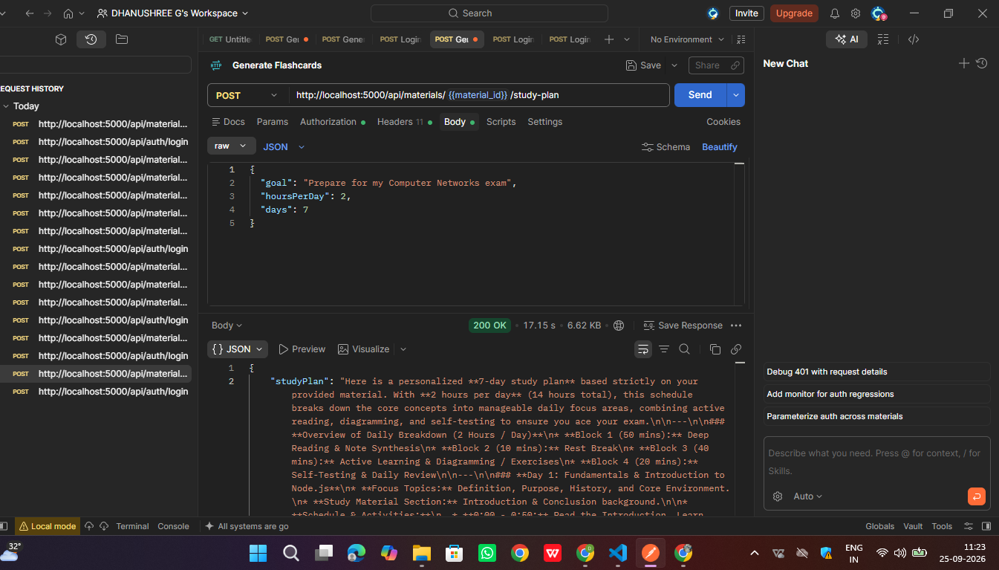 DHANUSHREE G's Workspace
Search
Invite
Upgrade
GET Untitle
POST Ger
POST Gene
POST Login
POST Ger
POST Login
POST Login
No Environment
AI
HTTP
Generate Flashcards
Save
Share
New Chat
EQUEST HISTORY
Today
POST http://localhost:5000/api/material...
POST http://localhost:5000/api/auth/login
POST http://localhost:5000/api/material...
POST http://localhost:5000/api/material...
POST http://localhost:5000/api/material...
POST http://localhost:5000/api/material...
POST http://localhost:5000/api/material...
POST http://localhost:5000/api/auth/login
POST http://localhost:5000/api/material...
POST http://localhost:5000/api/material...
POST http://localhost:5000/api/material...
POST http://localhost:5000/api/auth/login
POST http://localhost:5000/api/material...
POST http://localhost:5000/api/auth/login
POST http://localhost:5000/api/material...
POST http://localhost:5000/api/auth/login
POST
http://localhost:5000/api/materials/ {{material_id}} /study-plan
Send
Docs Params Authorization Headers 11 Body Scripts Settings Cookies
raw JSON Schema Beautify
1 {
2 "goal": "Prepare for my Computer Networks exam",
3 "hoursPerDay": 2,
4 "days": 7
5 }
Body 200 OK 17.15 s 6.62 KB e.g. Save Response
{} JSON Preview Visualize
1 {
2 "studyPlan": "Here is a personalized **7-day study plan** based strictly on your
provided material. With **2 hours per day** (14 hours total), this schedule
breaks down the core concepts into manageable daily focus areas, combining active
reading, diagramming, and self-testing to ensure you ace your exam.\n\n---\n\n###
**Overview of Daily Breakdown (2 Hours / Day)**\n* **Block 1 (50 mins):** Deep
Reading & Note Synthesis\n* **Block 2 (10 mins):** Rest Break\n* **Block 3 (40
mins):** Active Learning & Diagramming / Exercises\n* **Block 4 (20 mins):**
Self-Testing & Daily Review\n\n---\n\n### **Day 1: Fundamentals & Introduction to
Node.js**\n* **Focus Topics:** Definition, Purpose, History, and Core Environment.
\n* **Study Material Section:** Introduction & Conclusion background.\n\n*
**Schedule & Activities:**\n * **0:00 - 0:50:** Read the Introduction. Learn
Debug 401 with request details
Add monitor for auth regressions
Parameterize auth across materials
Describe what you need. Press @ for context, / for
Skills.
Auto
Local mode
Terminal
Console
All systems are go
Globals
Vault
Tools
32°
ENG
IN
11:23
25-09-2026